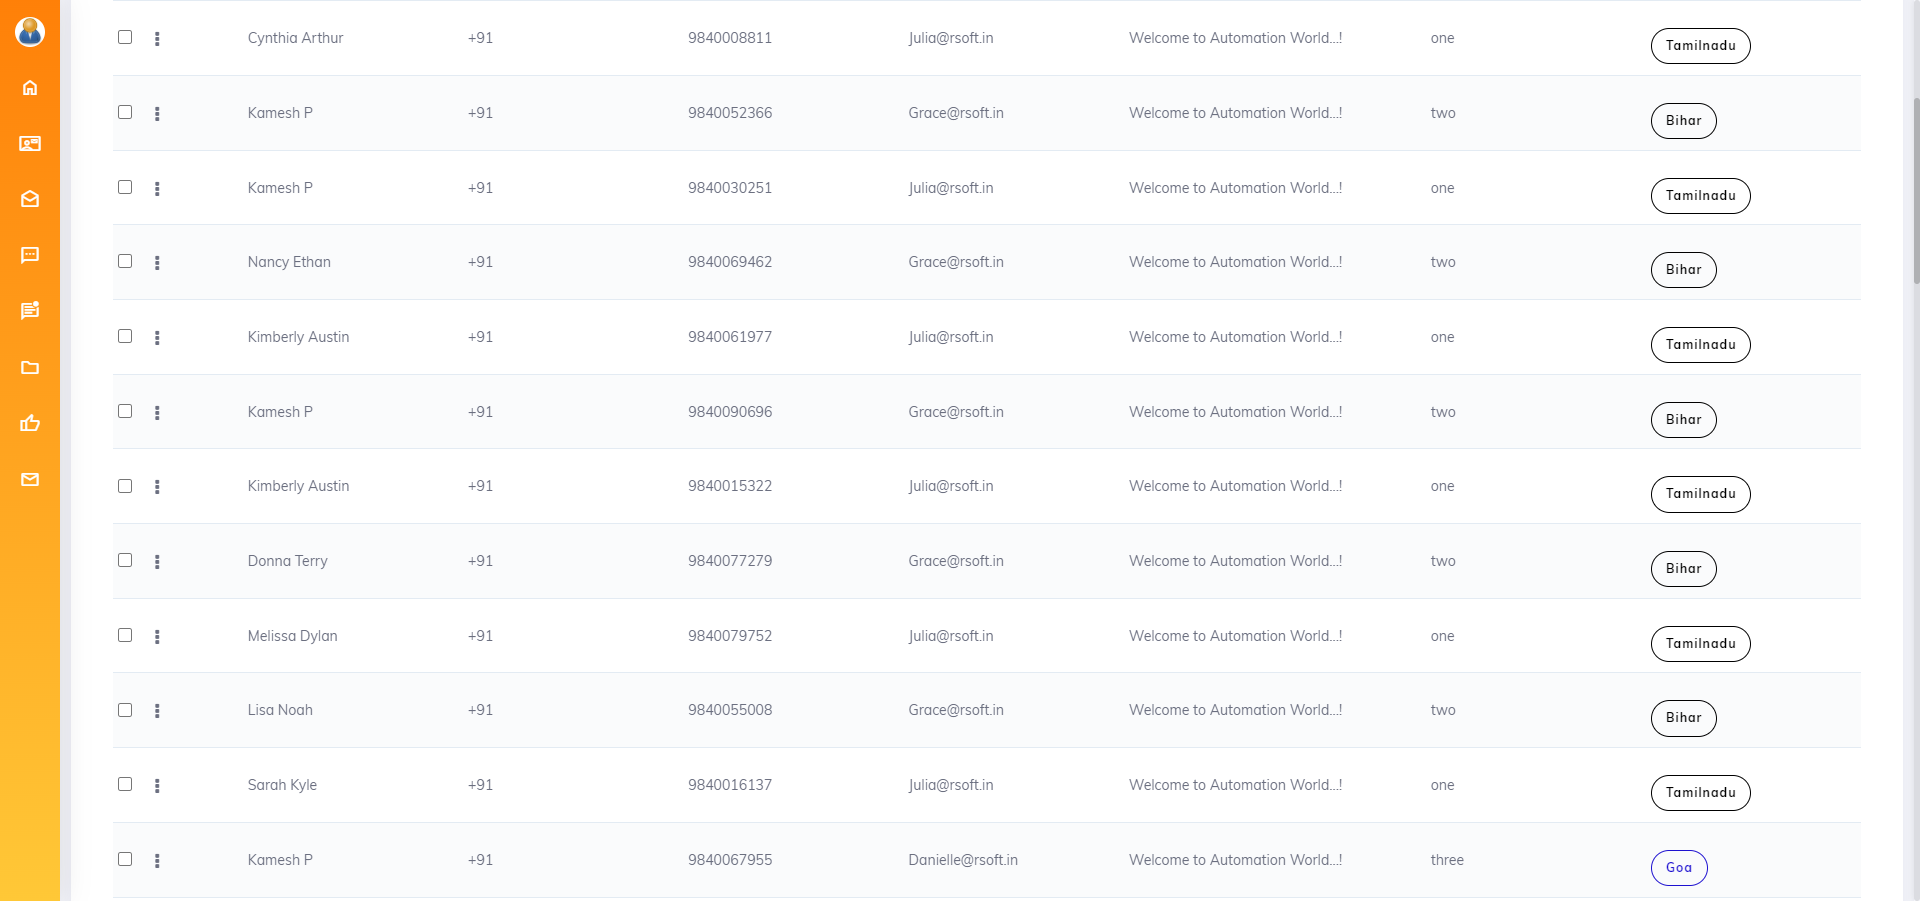 Cynthia Arthur +91 9840008811 Julia@rsoft.in Welcome to Automation World...! one Tamilnadu
Kamesh P +91 9840052366 Grace@rsoft.in Welcome to Automation World...! two Bihar
Kamesh P +91 9840030251 Julia@rsoft.in Welcome to Automation World...! one Tamilnadu
Nancy Ethan +91 9840069462 Grace@rsoft.in Welcome to Automation World...! two Bihar
Kimberly Austin +91 9840061977 Julia@rsoft.in Welcome to Automation World...! one Tamilnadu
Kamesh P +91 9840090696 Grace@rsoft.in Welcome to Automation World...! two Bihar
Kimberly Austin +91 9840015322 Julia@rsoft.in Welcome to Automation World...! one Tamilnadu
Donna Terry +91 9840077279 Grace@rsoft.in Welcome to Automation World...! two Bihar
Melissa Dylan +91 9840079752 Julia@rsoft.in Welcome to Automation World...! one Tamilnadu
Lisa Noah +91 9840055008 Grace@rsoft.in Welcome to Automation World...! two Bihar
Sarah Kyle +91 9840016137 Julia@rsoft.in Welcome to Automation World...! one Tamilnadu
Kamesh P +91 9840067955 Danielle@rsoft.in Welcome to Automation World...! three Goa